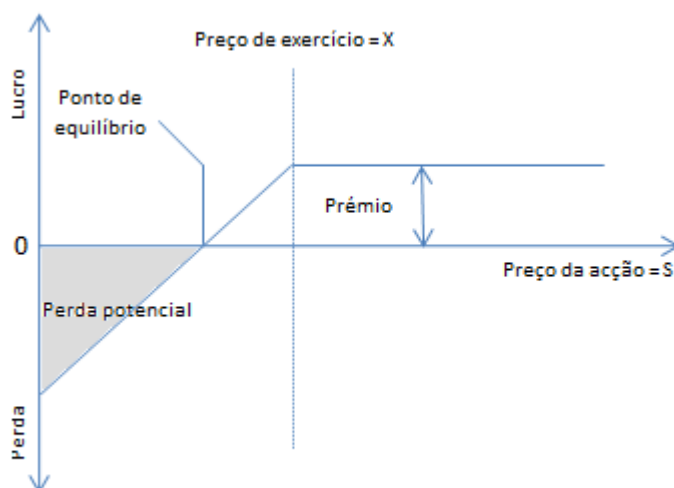 Preço de exercício = X
Lucro
Ponto de
equilíbrio
Prémio
0
Preço da acção = S
Perda potencial
Perda